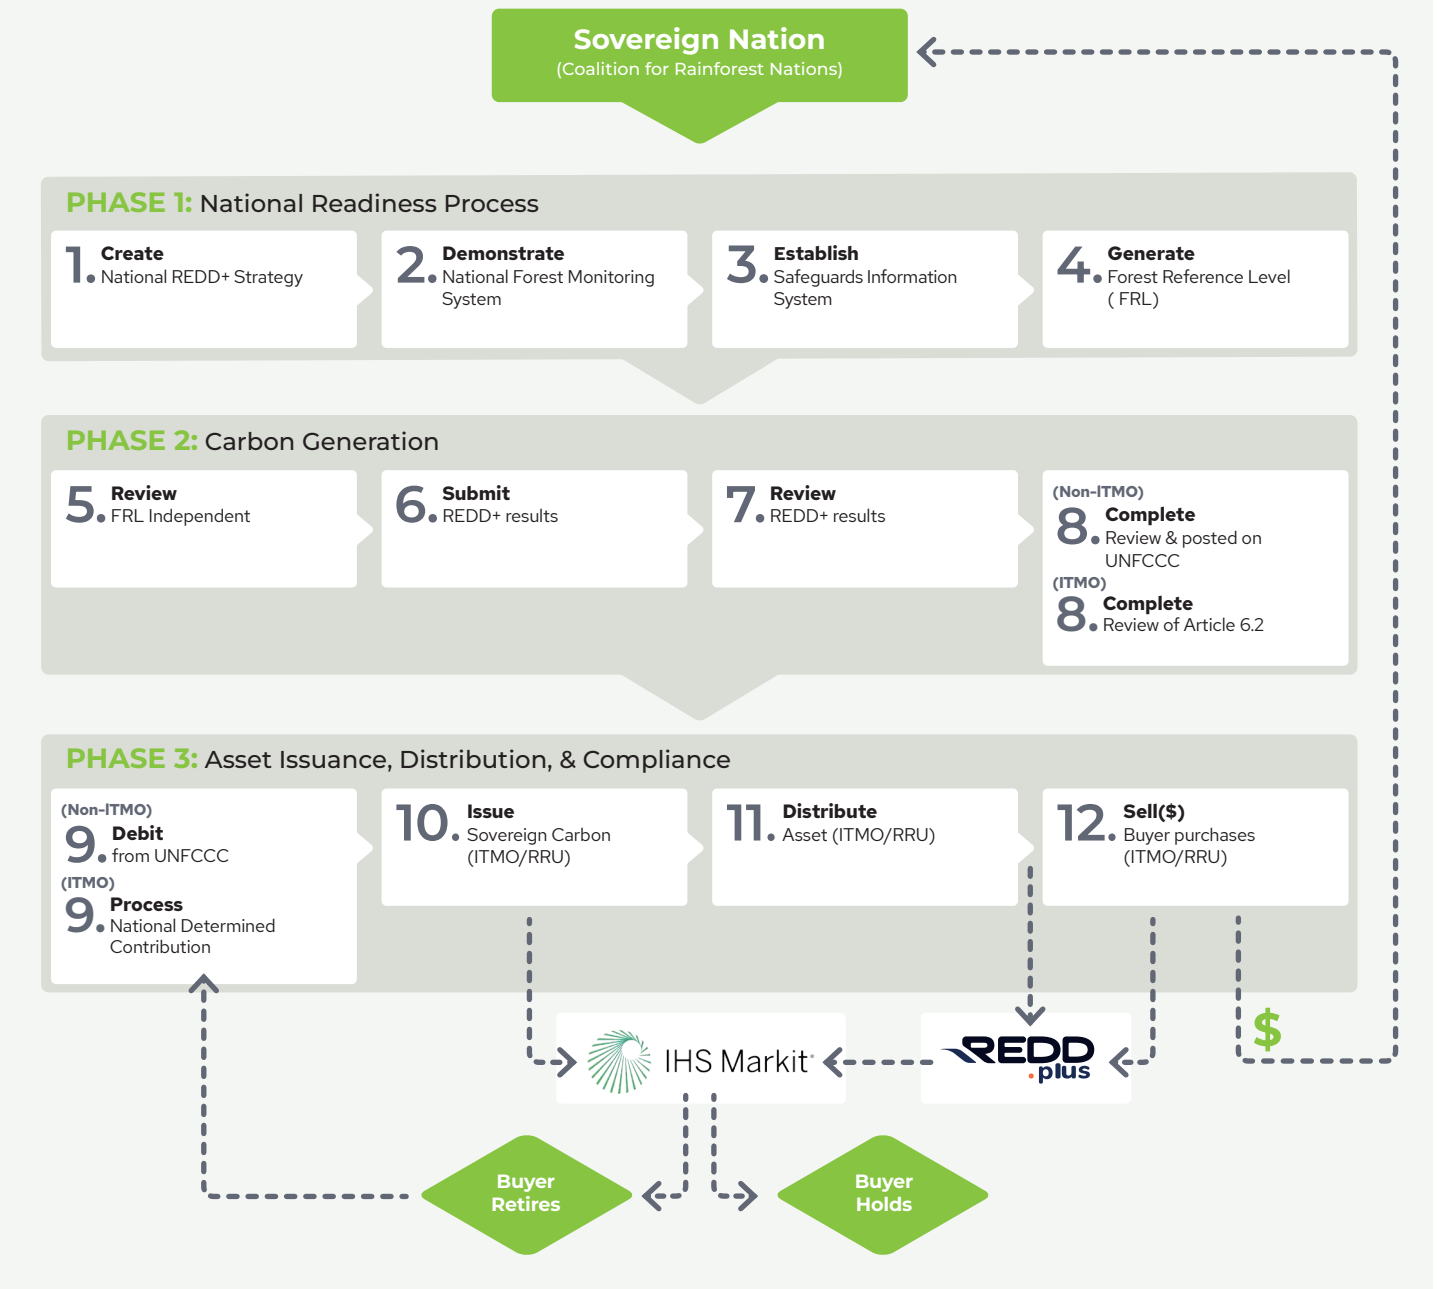 Sovereign Nation
(Coalition for Rainforest Nations)
PHASE 1: National Readiness Process
1. Create
National REDD+ Strategy
2. Demonstrate
National Forest Monitoring
System
3. Establish
Safeguards Information
System
4. Generate
Forest Reference Level
( FRL)
PHASE 2: Carbon Generation
5. Review
FRL Independent
6. Submit
REDD+ results
7. Review
REDD+ results
(Non-ITMO)
8. Complete
Review & posted on
UNFCCC
(ITMO)
8. Complete
Review of Article 6.2
PHASE 3: Asset Issuance, Distribution, & Compliance
(Non-ITMO)
9. Debit
from UNFCCC
(ITMO)
9. Process
National Determined
Contribution
10. Issue
Sovereign Carbon
(ITMO/RRU)
11. Distribute
Asset (ITMO/RRU)
12. Sell($)
Buyer purchases
(ITMO/RRU)
$
IHS Markit
REDD
.plus
Buyer
Retires
Buyer
Holds